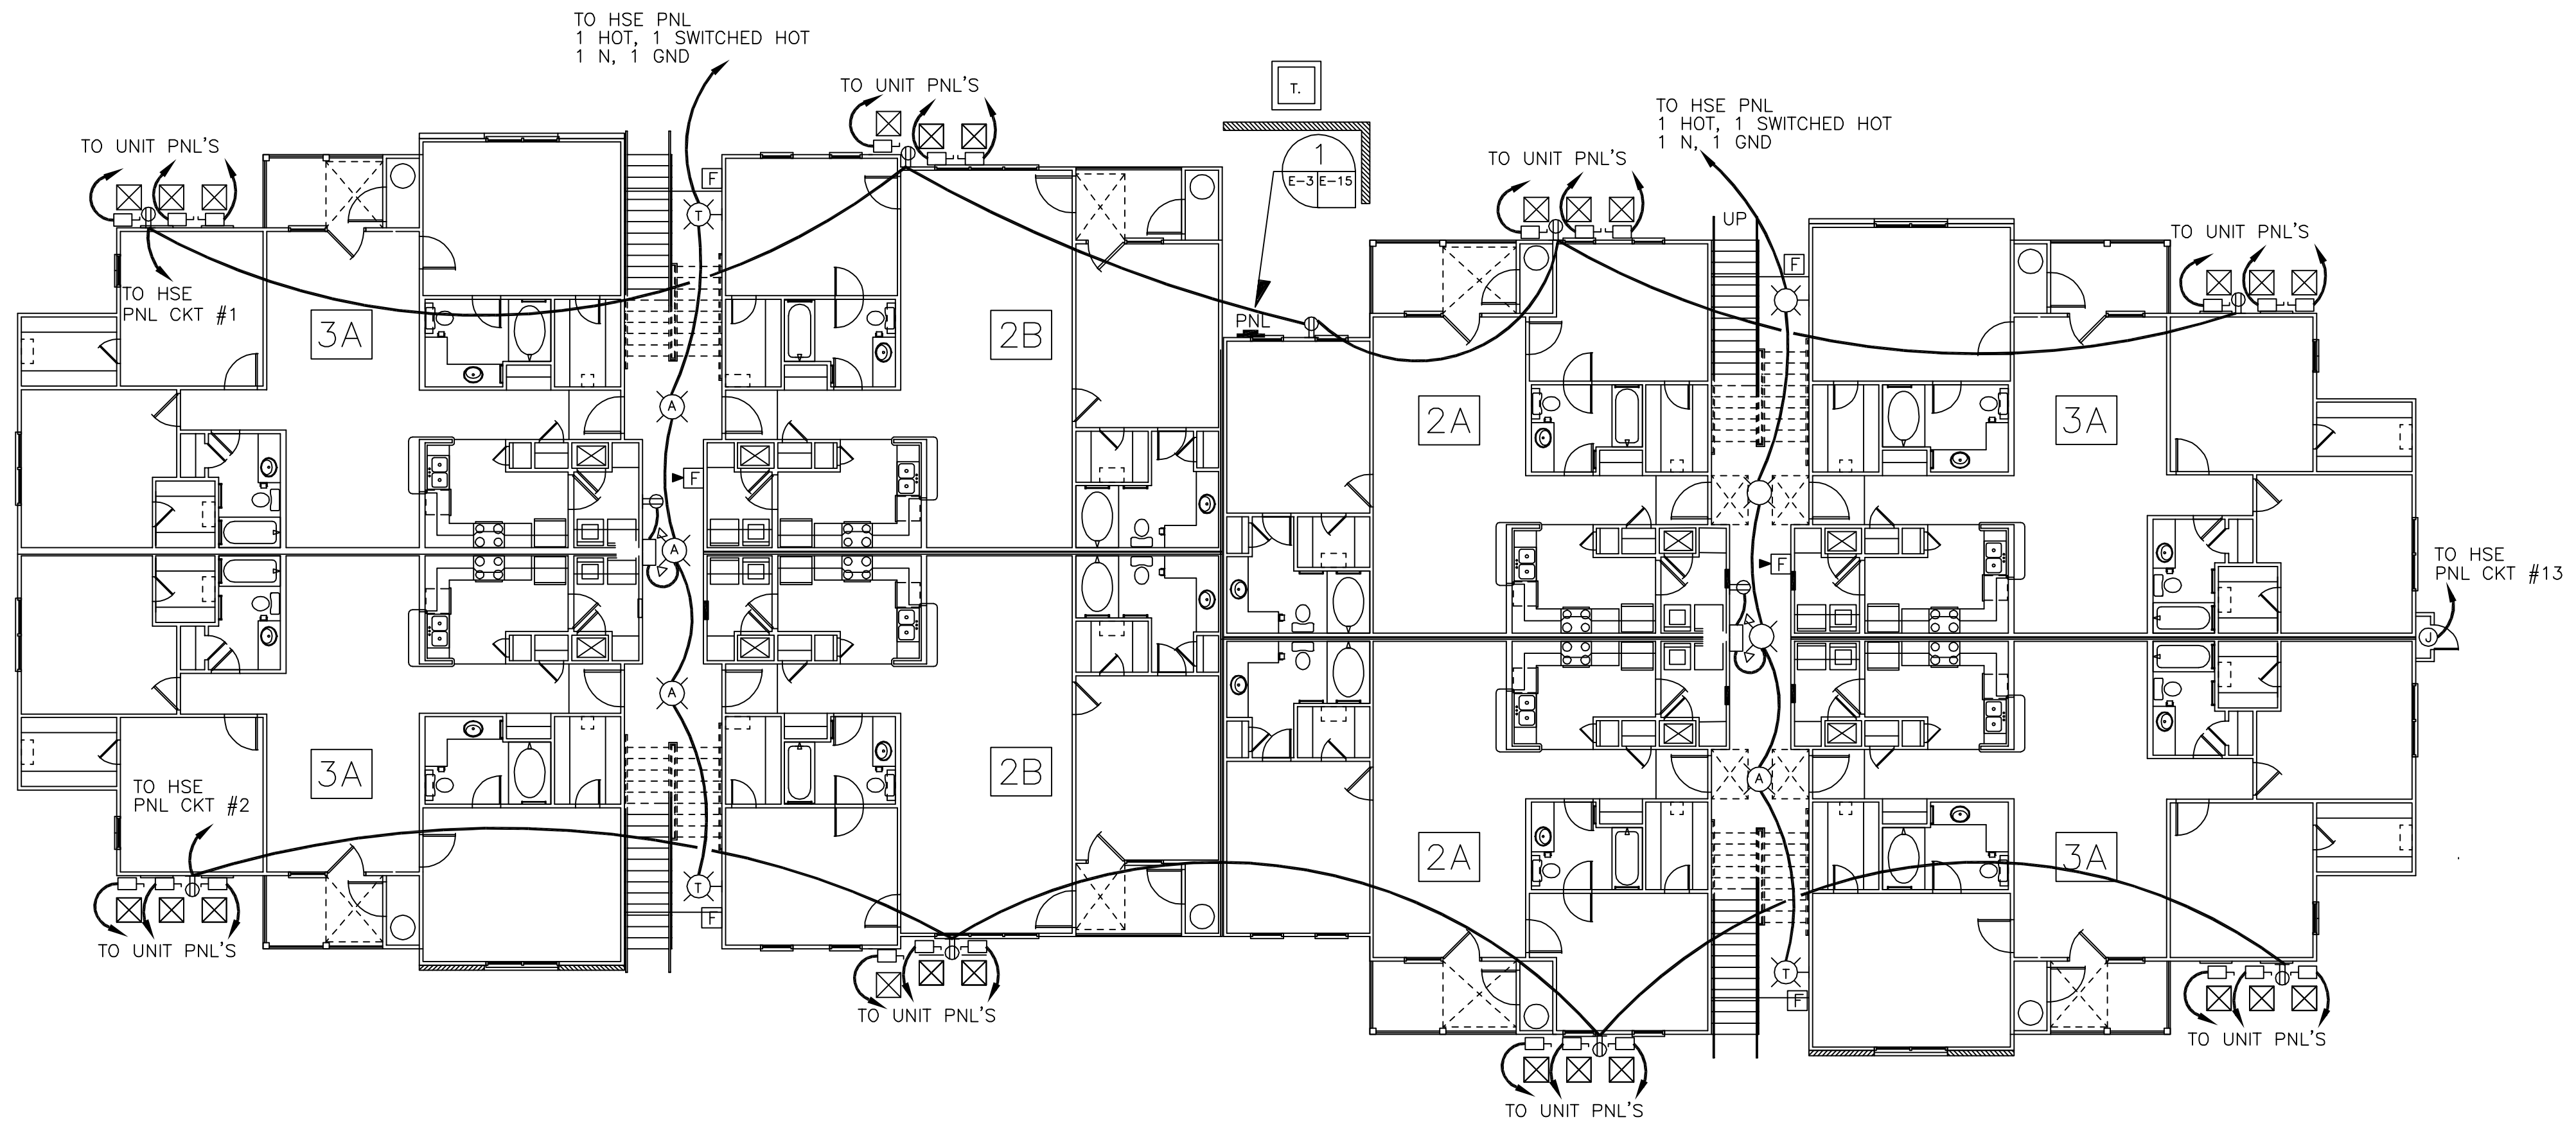 TO HSE PNL
1 HOT, 1 SWITCHED HOT
1 N, 1 GND
TO UNIT PNL'S
T.
TO HSE PNL
1 HOT, 1 SWITCHED HOT
1 N, 1 GND
TO UNIT PNL'S
1
E-3 E-15
TO UNIT PNL'S
F
T
UP
TO UNIT PNL'S
F
TO HSE
PNL CKT #1
3A
2B
PNL
A
2A
3A
F
A
F
TO HSE
PNL CKT #13
J
A
3A
2B
A
TO HSE
PNL CKT #2
2A
3A
T
F
TO UNIT PNL'S
T
F
TO UNIT PNL'S
TO UNIT PNL'S
TO UNIT PNL'S